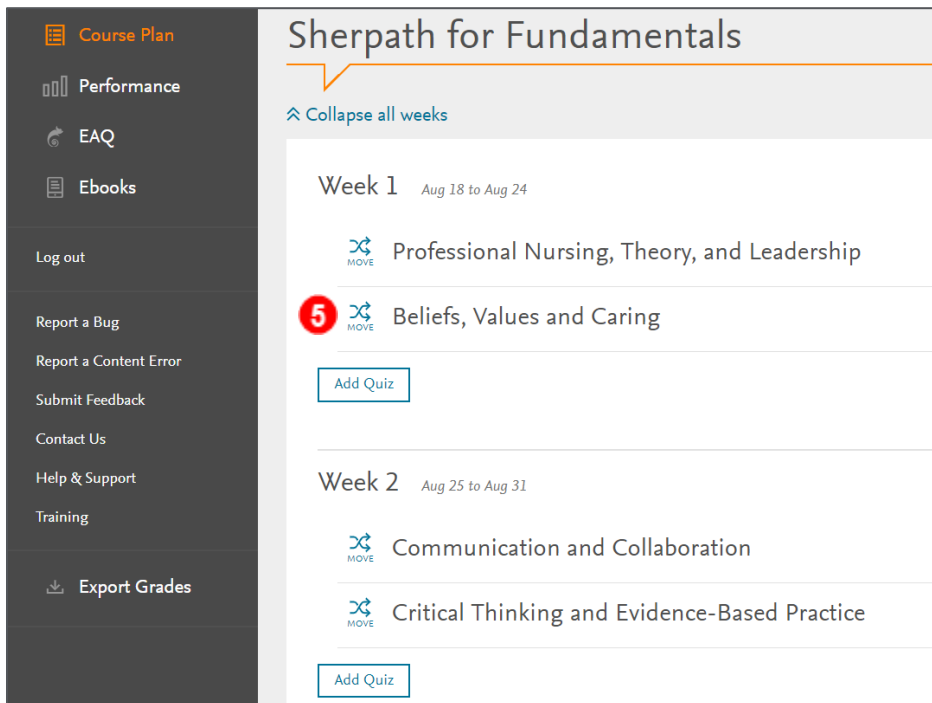 Course Plan
Performance
EAQ
Ebooks
Log out
Report a Bug
Report a Content Error
Submit Feedback
Contact Us
Help & Support
Training
Export Grades
Sherpath for Fundamentals
Collapse all weeks
Week 1 Aug 18 to Aug 24
MOVE Professional Nursing, Theory, and Leadership
5 MOVE Beliefs, Values and Caring
Add Quiz
Week 2 Aug 25 to Aug 31
MOVE Communication and Collaboration
MOVE Critical Thinking and Evidence-Based Practice
Add Quiz